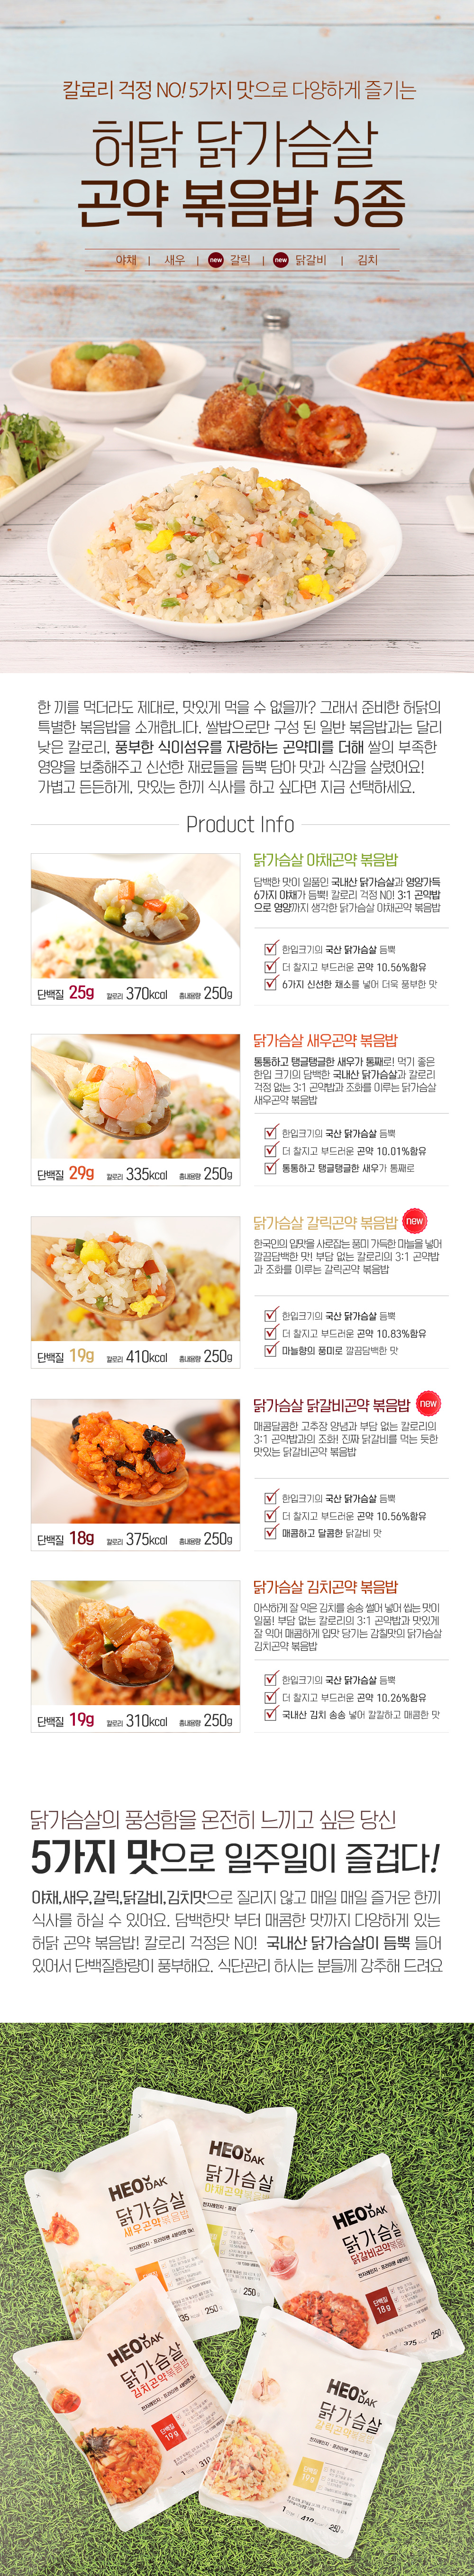 칼로리 걱정 NO! 5가지 맛으로 다양하게 즐기는
허닭 닭가슴살
곤약 볶음밥 5종
야채 | 새우 | new 갈릭 | new 닭갈비 | 김치
한 끼를 먹더라도 제대로, 맛있게 먹을 수 없을까? 그래서 준비한 허닭의
특별한 볶음밥을 소개합니다. 쌀밥으로만 구성 된 일반 볶음밥과는 달리
낮은 칼로리, 풍부한 식이섬유를 자랑하는 곤약미를 더해 쌀의 부족한
영양을 보충해주고 신선한 재료들을 듬뿍 담아 맛과 식감을 살렸어요!
가볍고 든든하게, 맛있는 한끼 식사를 하고 싶다면 지금 선택하세요.
Product Info
닭가슴살 야채곤약 볶음밥
담백한 맛이 일품인 국내산 닭가슴살과 영양가득
6가지 야채가 듬뿍! 칼로리 걱정 NO! 3:1 곤약밥
으로 영양까지 생각한 닭가슴살 야채곤약 볶음밥
한입크기의 국산 닭가슴살 듬뿍
더 찰지고 부드러운 곤약 10.56%함유
6가지 신선한 채소를 넣어 더욱 풍부한 맛
단백질 25g 칼로리 370kcal 총내용량 250g
닭가슴살 새우곤약 볶음밥
통통하고 탱글탱글한 새우가 통째로! 먹기 좋은
한입 크기의 담백한 국내산 닭가슴살과 칼로리
걱정 없는 3:1 곤약밥과 조화를 이루는 닭가슴살
새우곤약 볶음밥
한입크기의 국산 닭가슴살 듬뿍
더 찰지고 부드러운 곤약 10.01%함유
통통하고 탱글탱글한 새우가 통째로
단백질 29g 칼로리 335kcal 총내용량 250g
닭가슴살 갈릭곤약 볶음밥 new
한국인의 입맛을 사로잡는 풍미 가득한 마늘을 넣어
깔끔담백한 맛! 부담 없는 칼로리의 3:1 곤약밥
과 조화를 이루는 갈릭곤약 볶음밥
한입크기의 국산 닭가슴살 듬뿍
더 찰지고 부드러운 곤약 10.83%함유
마늘향의 풍미로 깔끔담백한 맛
단백질 19g 칼로리 410kcal 총내용량 250g
닭가슴살 닭갈비곤약 볶음밥 new
매콤달콤한 고추장 양념과 부담 없는 칼로리의
3:1 곤약밥과의 조화! 진짜 닭갈비를 먹는 듯한
맛있는 닭갈비곤약 볶음밥
한입크기의 국산 닭가슴살 듬뿍
더 찰지고 부드러운 곤약 10.56%함유
매콤하고 달콤한 닭갈비 맛
단백질 18g 칼로리 375kcal 총내용량 250g
닭가슴살 김치곤약 볶음밥
아삭하게 잘 익은 김치를 송송 썰어 넣어 씹는 맛이
일품! 부담 없는 칼로리의 3:1 곤약밥과 맛있게
잘 익어 매콤하게 입맛 당기는 감칠맛의 닭가슴살
김치곤약 볶음밥
한입크기의 국산 닭가슴살 듬뿍
더 찰지고 부드러운 곤약 10.26%함유
국내산 김치 송송 넣어 칼칼하고 매콤한 맛
단백질 19g 칼로리 310kcal 총내용량 250g
닭가슴살의 풍성함을 온전히 느끼고 싶은 당신
5가지 맛으로 일주일이 즐겁다!
야채,새우,갈릭,닭갈비,김치맛으로 질리지 않고 매일 매일 즐거운 한끼
식사를 하실 수 있어요. 담백한맛 부터 매콤한 맛까지 다양하게 있는
허닭 곤약 볶음밥! 칼로리 걱정은 NO! 국내산 닭가슴살이 듬뿍 들어
있어서 단백질함량이 풍부해요. 식단관리 하시는 분들께 강추해 드려요
HEO DAK
닭가슴살
야채곤약볶음밥
250g
HEO DAK
닭가슴살
새우곤약볶음밥
250g
HEO DAK
닭가슴살
닭갈비곤약볶음밥
단백질
18g
375
250g
HEO DAK
닭가슴살
김치곤약볶음밥
단백질
19g
310
HEO DAK
닭가슴살
갈릭곤약볶음밥
250g